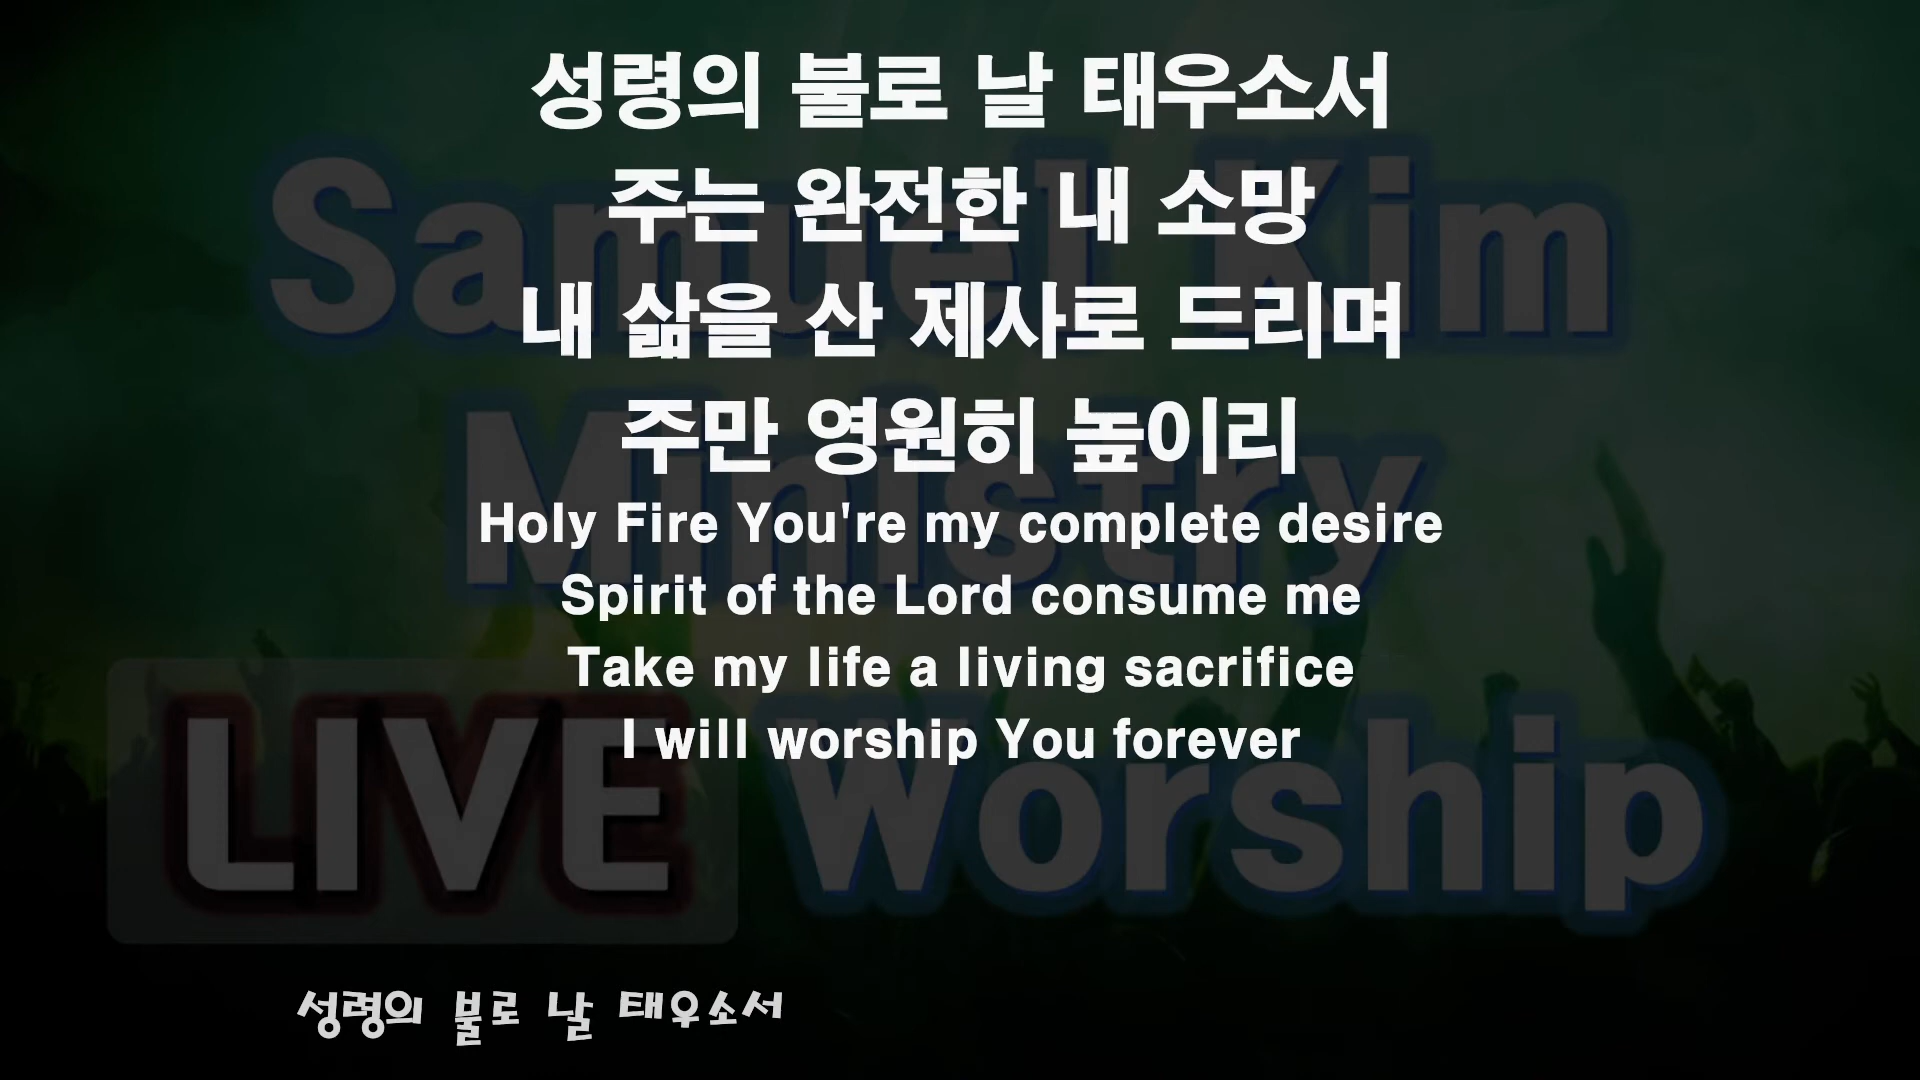 성령의 불로 날 태우소서
주는 완전한 내 소망
내 삶을 산 제사로 드리며
주만 영원히 높이리
Holy Fire You're my complete desire
Spirit of the Lord consume me
Take my life a living sacrifice
I will worship You forever
Samuel Kim
Ministry
LIVE Worship
성령의 불로 날 태우소서